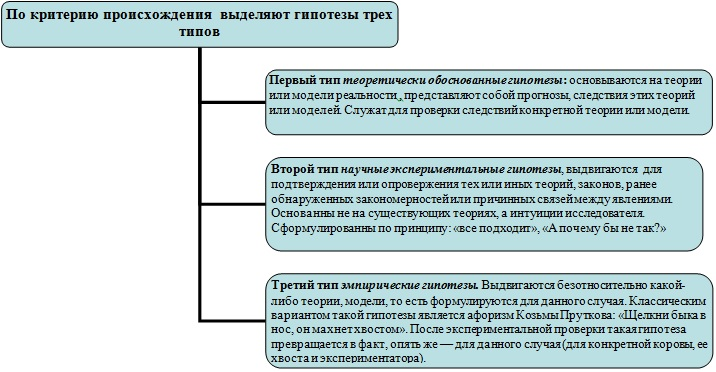 По критерию происхождения выделяют гипотезы трех
типов
Первый тип теоретически обоснованные гипотезы: основываются на теории
или модели реальности , представляют собой прогнозы, следствия этих теорий
или моделей. Служат для проверки следствий конкретной теории или модели.
Второй тип научные экспериментальные гипотезы, выдвигаются для
подтверждения или опровержения тех или иных теорий, законов, ранее
обнаруженных закономерностей или причинных связей между явлениями.
Основанны не на существующих теориях, а интуиции исследователя.
Сформулированны по принципу: «все подходит», «А почему бы не так?»
Третий тип эмпирические гипотезы. Выдвигаются безотносительно какой-
либо теории, модели, то есть формулируются для данного случая. Классическим
вариантом такой гипотезы является афоризм Козьмы Пруткова: «Щелкни быка в
нос, он махнет хвостом». После экспериментальной проверки такая гипотеза
превращается в факт, опять же — для данного случая (для конкретной коровы, ее
хвоста и экспериментатора).